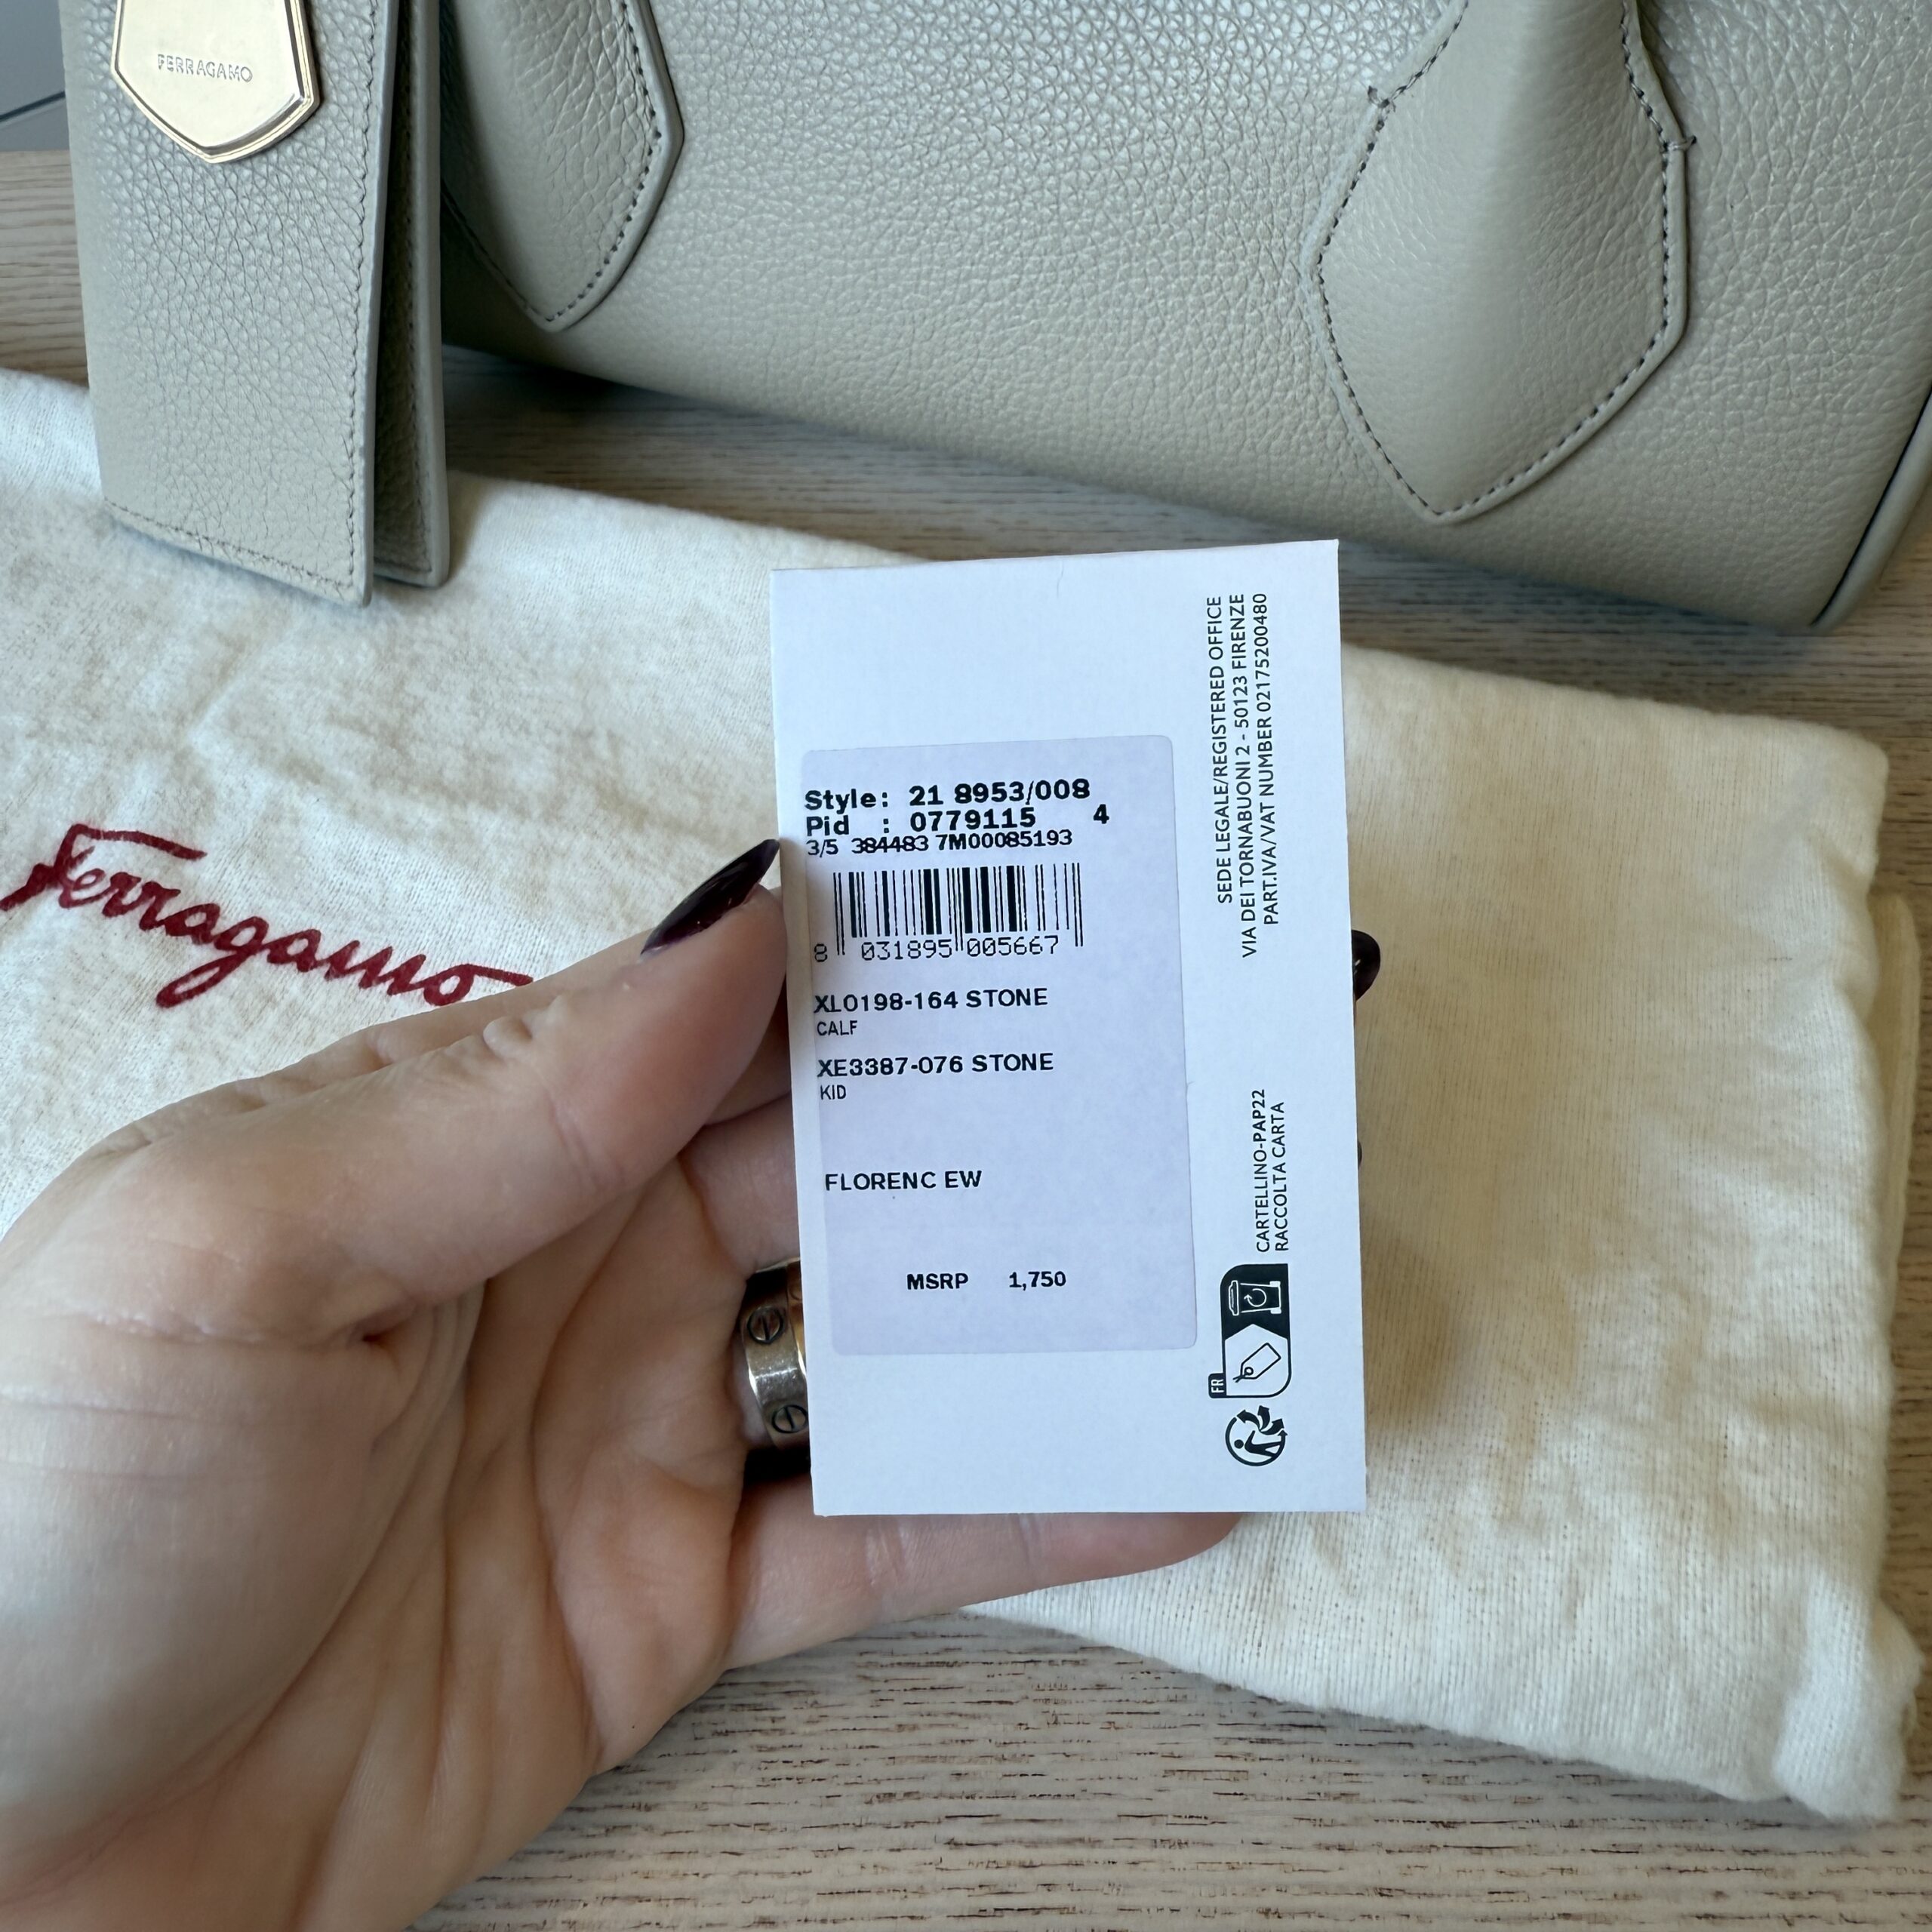 FERRAGAMO
Ferragamo
Style: 21 8953/008
Pid : 0779115 4
3/5 384483 7M00085193
8 031895 005667
XL0198-164 STONE
CALF
XE3387-076 STONE
KID
FLORENC EW
MSRP 1,750
SEDE LEGALE/REGISTERED OFFICE
VIA DEI TORNABUONI 2 - 50123 FIRENZE
PART.IVA/VAT NUMBER 02175200480
CARTELLINO-PAP22
RACCOLTA CARTA
FR